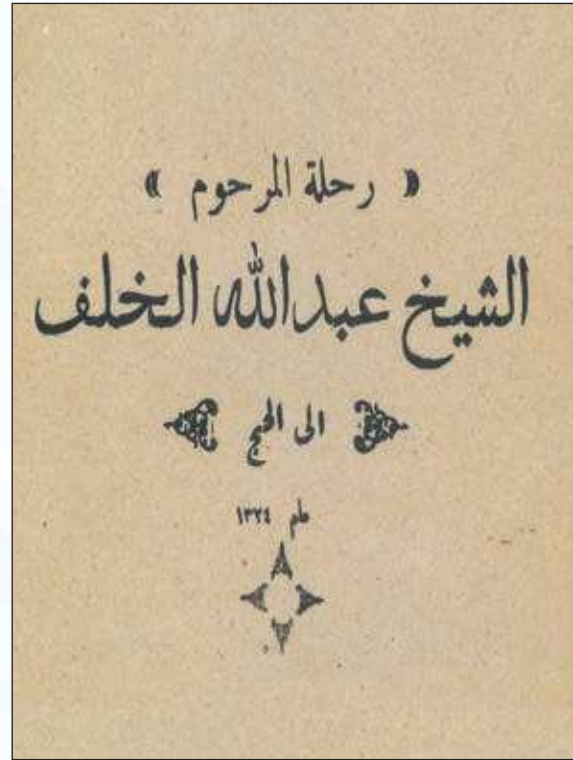 « رحلة المرحوم »
الشيخ عبدالله الخلف
الى الحج
عام ١٣٢٤